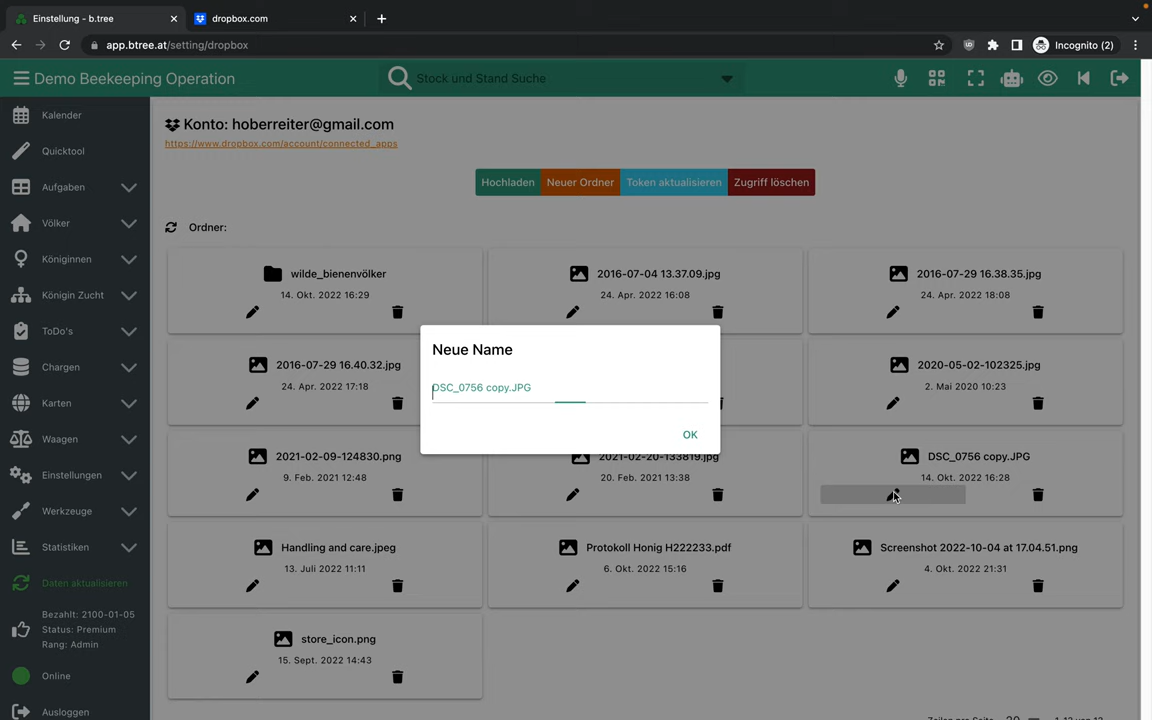 Einstellung - b.tree
dropbox.com
app.btree.at/setting/dropbox
Incognito (2)
Demo Beekeeping Operation
Stock und Stand Suche
Kalender
Quicktool
Aufgaben
Völker
Königinnen
Königin Zucht
ToDo's
Chargen
Karten
Waagen
Einstellungen
Werkzeuge
Statistiken
Daten aktualisieren
Bezahlt: 2100-01-05
Status: Premium
Rang: Admin
Online
Ausloggen
Konto: hoberreiter@gmail.com
https://www.dropbox.com/account/connected_apps
Hochladen Neuer Ordner Token aktualisieren Zugriff löschen
Ordner:
wilde_bienenvölker
14. Okt. 2022 16:29
2016-07-04 13.37.09.jpg
24. Apr. 2022 16:08
2016-07-29 16.38.35.jpg
24. Apr. 2022 18:08
2016-07-29 16.40.32.jpg
24. Apr. 2022 17:18
2020-05-02-102325.jpg
2. Mai 2020 10:23
Neue Name
DSC_0756 copy.JPG
OK
2021-02-09-124830.png
9. Feb. 2021 12:48
2021-02-20-133819.jpg
20. Feb. 2021 13:38
DSC_0756 copy.JPG
14. Okt. 2022 16:28
Handling and care.jpeg
13. Juli 2022 11:11
Protokoll Honig H222233.pdf
6. Okt. 2022 15:16
Screenshot 2022-10-04 at 17.04.51.png
4. Okt. 2022 21:31
store_icon.png
15. Sept. 2022 14:43